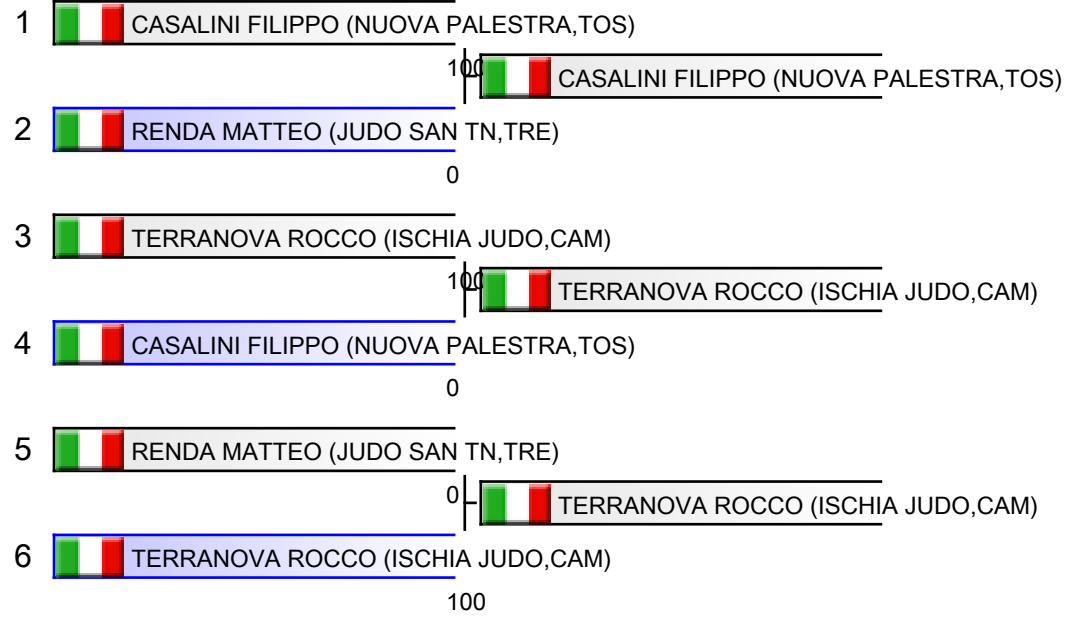 1 CASALINI FILIPPO (NUOVA PALESTRA,TOS)
100
CASALINI FILIPPO (NUOVA PALESTRA,TOS)
2 RENDA MATTEO (JUDO SAN TN,TRE)
0
3 TERRANOVA ROCCO (ISCHIA JUDO,CAM)
100
TERRANOVA ROCCO (ISCHIA JUDO,CAM)
4 CASALINI FILIPPO (NUOVA PALESTRA,TOS)
0
5 RENDA MATTEO (JUDO SAN TN,TRE)
0
TERRANOVA ROCCO (ISCHIA JUDO,CAM)
6 TERRANOVA ROCCO (ISCHIA JUDO,CAM)
100